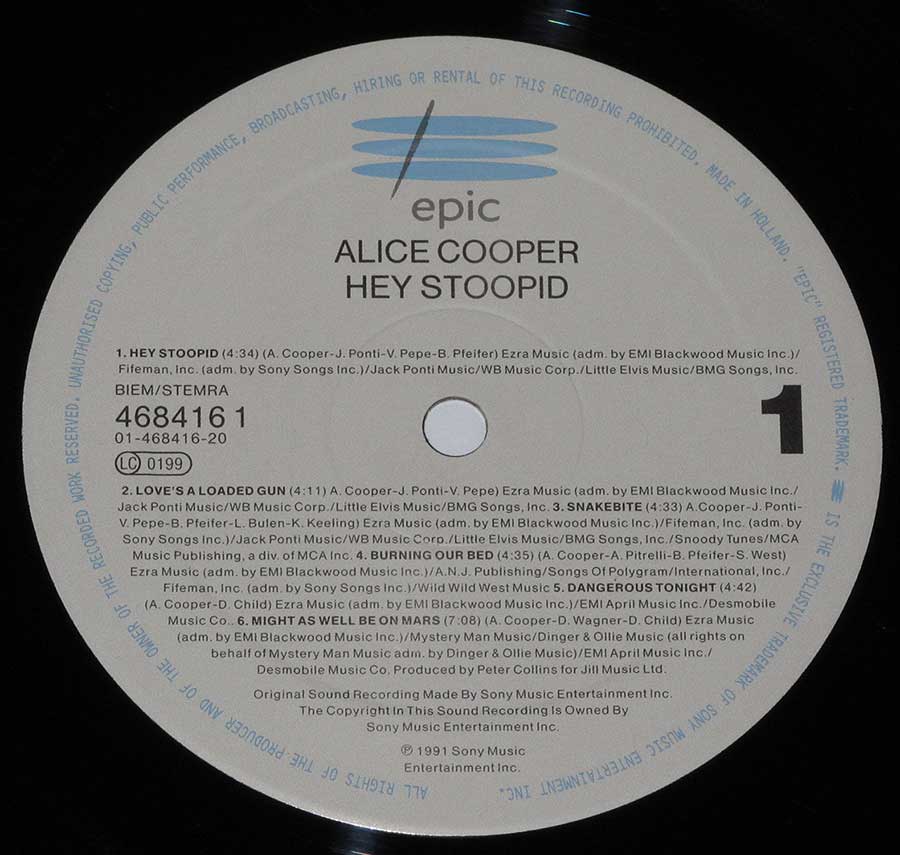 ALL RIGHTS OF THE PRODUCER AND OF THE OWNER OF THE RECORDED WORK RESERVED. UNAUTHORISED COPYING, PUBLIC PERFORMANCE, BROADCASTING, HIRING OR RENTAL OF THIS RECORDING PROHIBITED. MADE IN HOLLAND. "EPIC" REGISTERED TRADEMARK. IS THE EXCLUSIVE TRADEMARK OF SONY MUSIC ENTERTAINMENT INC.
epic
ALICE COOPER
HEY STOOPID
1. HEY STOOPID (4:34) (A. Cooper-J. Ponti-V. Pepe-B. Pfeifer) Ezra Music (adm. by EMI Blackwood Music Inc.)/
Fifeman, Inc. (adm. by Sony Songs Inc.)/Jack Ponti Music/WB Music Corp./Little Elvis Music/BMG Songs, Inc.
BIEM/STEMRA
468416 1
01-468416-20
LC 0199
1
2. LOVE'S A LOADED GUN (4:11) A. Cooper-J. Ponti-V. Pepe) Ezra Music (adm. by EMI Blackwood Music Inc./
Jack Ponti Music/WB Music Corp./Little Elvis Music/BMG Songs, Inc. 3. SNAKEBITE (4:33) A.Cooper-J. Ponti-
V. Pepe-B. Pfeifer-L. Bulen-K. Keeling) Ezra Music (adm. by EMI Blackwood Music Inc.)/Fifeman, Inc. (adm. by
Sony Songs Inc.)/Jack Ponti Music/WB Music Corp./Little Elvis Music/BMG Songs, Inc./Snoody Tunes/MCA
Music Publishing, a div. of MCA Inc. 4. BURNING OUR BED (4:35) (A. Cooper-A. Pitrelli-B. Pfeifer-S. West)
Ezra Music (adm. by EMI Blackwood Music Inc.)/A.N.J. Publishing/Songs Of Polygram/International, Inc./
Fifeman, Inc. (adm. by Sony Songs Inc.)/Wild Wild West Music 5. DANGEROUS TONIGHT (4:42)
(A. Cooper-D. Child) Ezra Music (adm. by EMI Blackwood Music Inc.)/EMI April Music Inc./Desmobile
Music Co.. 6. MIGHT AS WELL BE ON MARS (7:08) (A. Cooper-D. Wagner-D. Child) Ezra Music
(adm. by EMI Blackwood Music Inc.)/Mystery Man Music/Dinger & Ollie Music (all rights on
behalf of Mystery Man Music adm. by Dinger & Ollie Music)/EMI April Music Inc./
Desmobile Music Co. Produced by Peter Collins for Jill Music Ltd.
Original Sound Recording Made By Sony Music Entertainment Inc.
The Copyright In This Sound Recording Is Owned By
Sony Music Entertainment Inc.
℗ 1991 Sony Music
Entertainment Inc.